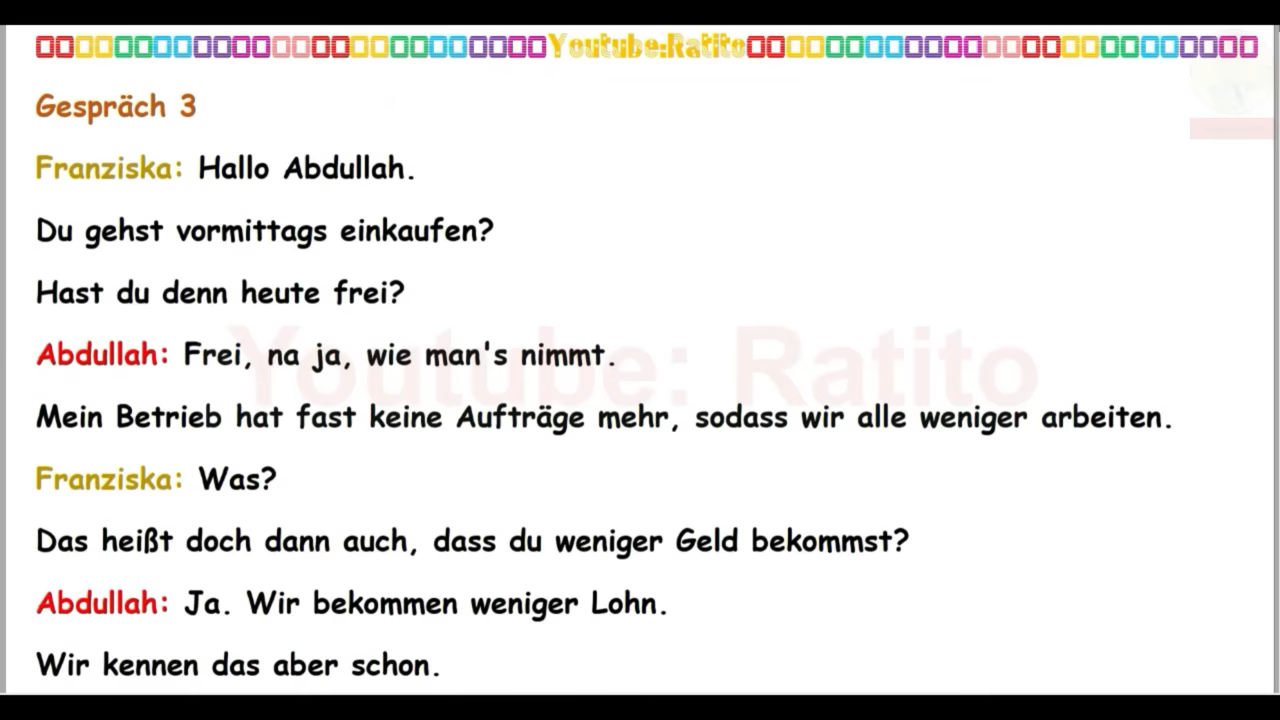 Youtube:Ratito
Gespräch 3
Franziska: Hallo Abdullah.
Du gehst vormittags einkaufen?
Hast du denn heute frei?
Abdullah: Frei, na ja, wie man's nimmt.
Youtube: Ratito
Mein Betrieb hat fast keine Aufträge mehr, sodass wir alle weniger arbeiten.
Franziska: Was?
Das heißt doch dann auch, dass du weniger Geld bekommst?
Abdullah: Ja. Wir bekommen weniger Lohn.
Wir kennen das aber schon.